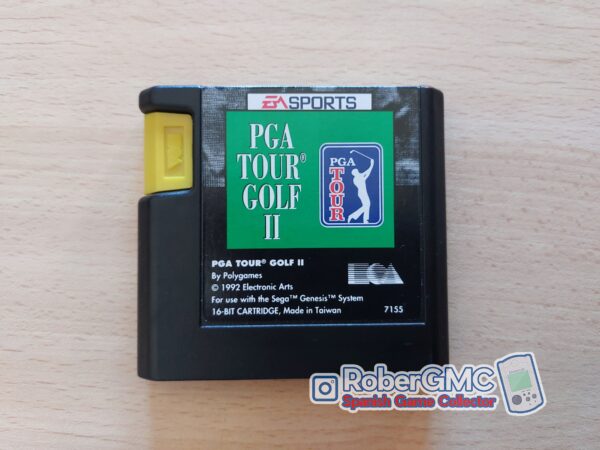 EA SPORTS
PGA
TOUR®
GOLF
II
PGA
TOUR
PGA TOUR® GOLF II
By Polygames
© 1992 Electronic Arts
For use with the Sega™ Genesis™ System
16-BIT CARTRIDGE, Made in Taiwan
7155
RoberGMC
Spanish Game Collector